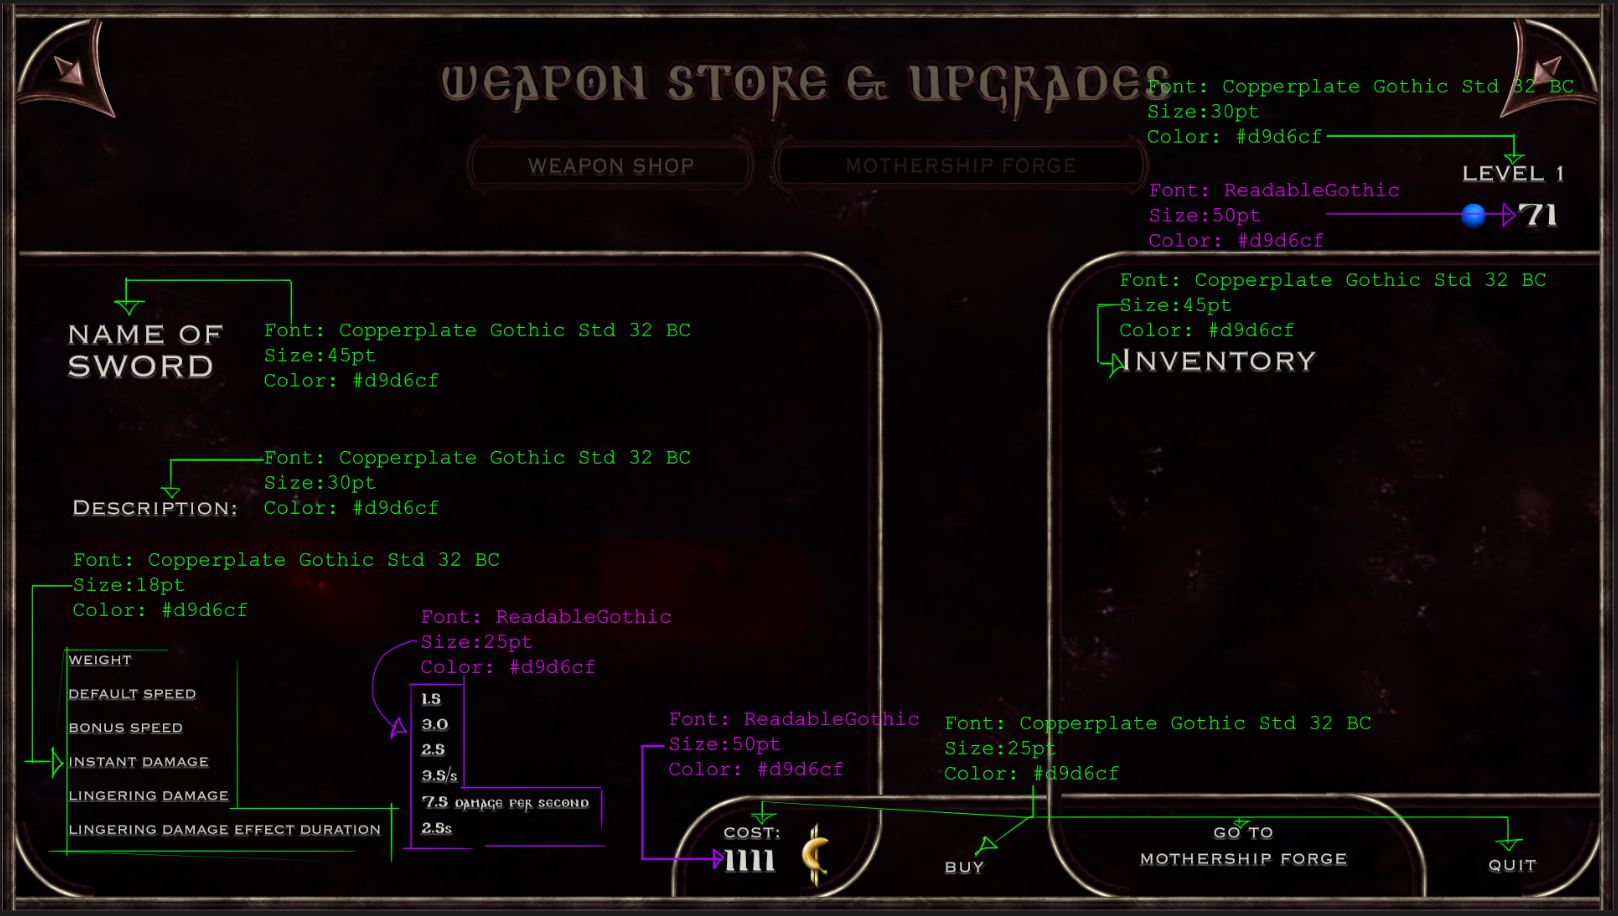 WEAPON STORE & UPGRADES
Font: Copperplate Gothic Std 32 BC
Size:30pt
Color: #d9d6cf
WEAPON SHOP
MOTHERSHIP FORGE
LEVEL 1
Font: ReadableGothic
Size:50pt
Color: #d9d6cf
71
NAME OF
SWORD
Font: Copperplate Gothic Std 32 BC
Size:45pt
Color: #d9d6cf
Font: Copperplate Gothic Std 32 BC
Size:45pt
Color: #d9d6cf
INVENTORY
Font: Copperplate Gothic Std 32 BC
Size:30pt
Color: #d9d6cf
DESCRIPTION:
Font: Copperplate Gothic Std 32 BC
Size:18pt
Color: #d9d6cf
Font: ReadableGothic
Size:25pt
Color: #d9d6cf
WEIGHT
DEFAULT SPEED
BONUS SPEED
INSTANT DAMAGE
LINGERING DAMAGE
LINGERING DAMAGE EFFECT DURATION
1.5
3.0
2.5
3.5/s
7.5 DAMAGE PER SECOND
2.5s
Font: ReadableGothic
Size:50pt
Color: #d9d6cf
Font: Copperplate Gothic Std 32 BC
Size:25pt
Color: #d9d6cf
COST:
1111
BUY
GO TO
MOTHERSHIP FORGE
QUIT